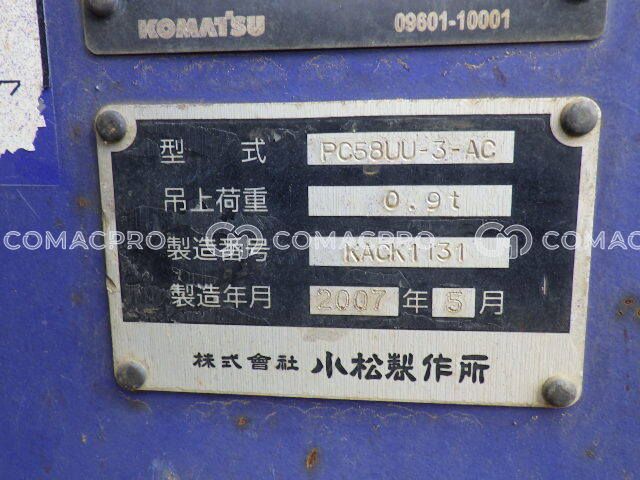 KOMATSU 09601-10001
型 式 PC58UU-3-AC
吊上荷重 0.9t
COMACPRO COMACPRO COMACP
製造番号 KACK1131
製造年月 2007 年 5 月
株式會社 小松製作所